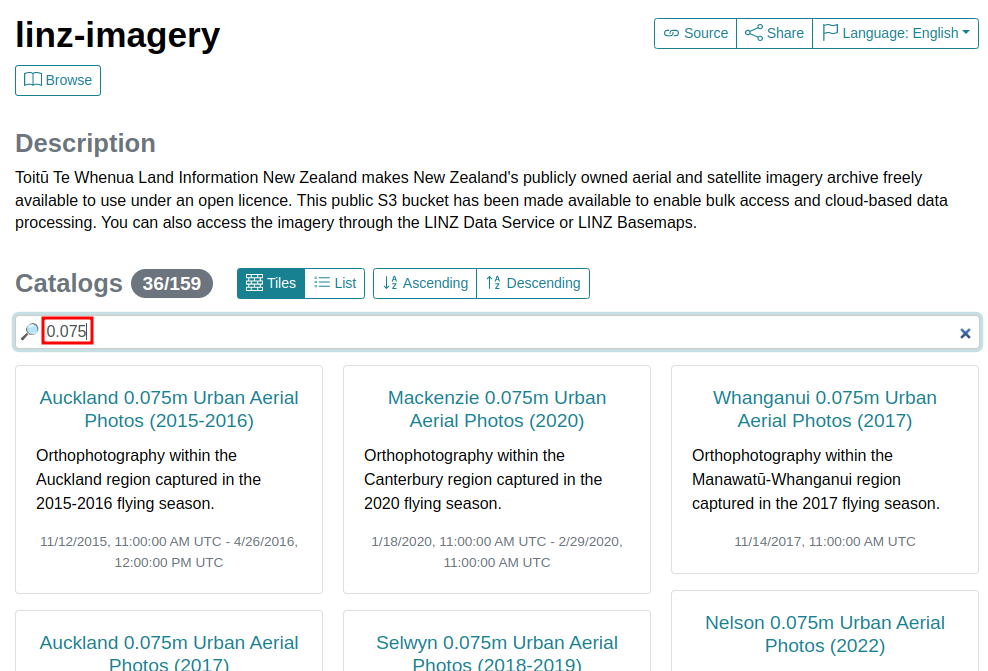 linz-imagery
Source
Share
Language: English
Browse
Description
Toitū Te Whenua Land Information New Zealand makes New Zealand's publicly owned aerial and satellite imagery archive freely
available to use under an open licence. This public S3 bucket has been made available to enable bulk access and cloud-based data
processing. You can also access the imagery through the LINZ Data Service or LINZ Basemaps.
Catalogs 36/159
Tiles
List
Ascending
Descending
0.075
Auckland 0.075m Urban Aerial
Photos (2015-2016)
Orthophotography within the
Auckland region captured in the
2015-2016 flying season.
11/12/2015, 11:00:00 AM UTC - 4/26/2016,
12:00:00 PM UTC
Mackenzie 0.075m Urban
Aerial Photos (2020)
Orthophotography within the
Canterbury region captured in the
2020 flying season.
1/18/2020, 11:00:00 AM UTC - 2/29/2020,
11:00:00 AM UTC
Whanganui 0.075m Urban
Aerial Photos (2017)
Orthophotography within the
Manawatū-Whanganui region
captured in the 2017 flying season.
11/14/2017, 11:00:00 AM UTC
Auckland 0.075m Urban Aerial
Photos (2017)
Selwyn 0.075m Urban Aerial
Photos (2018-2019)
Nelson 0.075m Urban Aerial
Photos (2022)